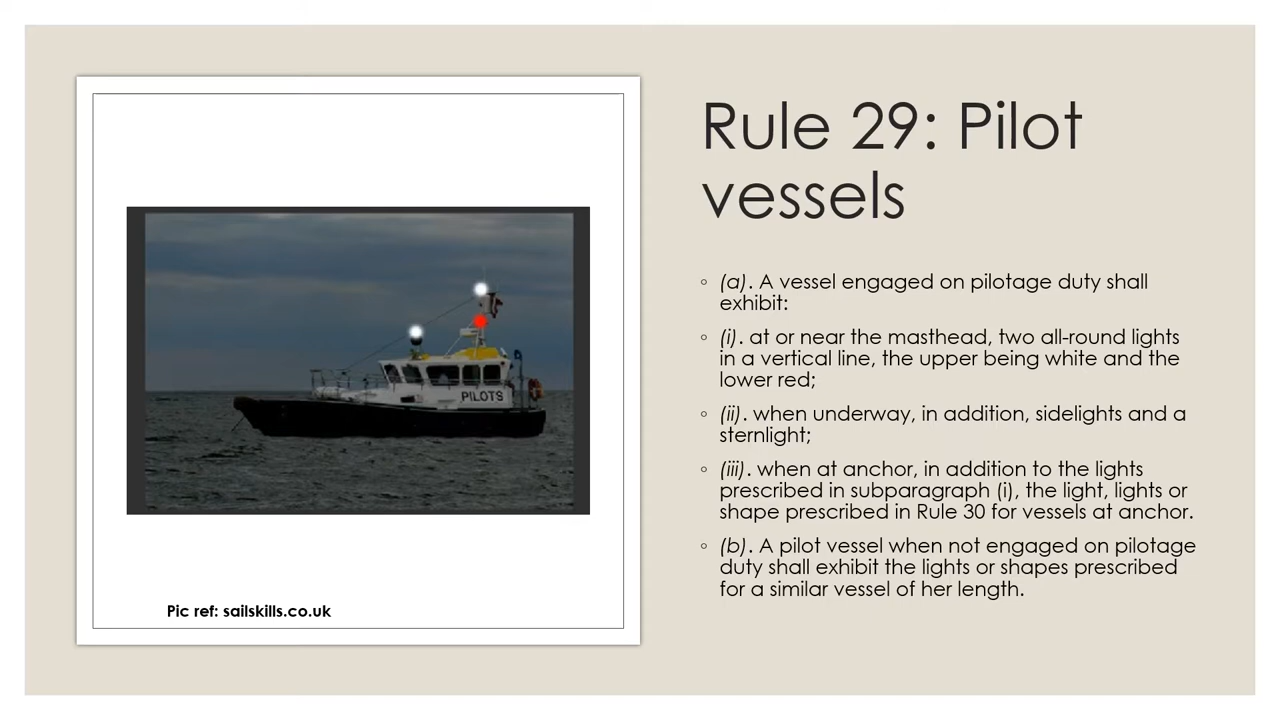 Rule 29: Pilot
vessels
(a). A vessel engaged on pilotage duty shall
exhibit:
(i). at or near the masthead, two all-round lights
in a vertical line, the upper being white and the
lower red;
(ii). when underway, in addition, sidelights and a
sternlight;
(iii). when at anchor, in addition to the lights
prescribed in subparagraph (i), the light, lights or
shape prescribed in Rule 30 for vessels at anchor.
(b). A pilot vessel when not engaged on pilotage
duty shall exhibit the lights or shapes prescribed
for a similar vessel of her length.
PILOTS
Pic ref: sailskills.co.uk